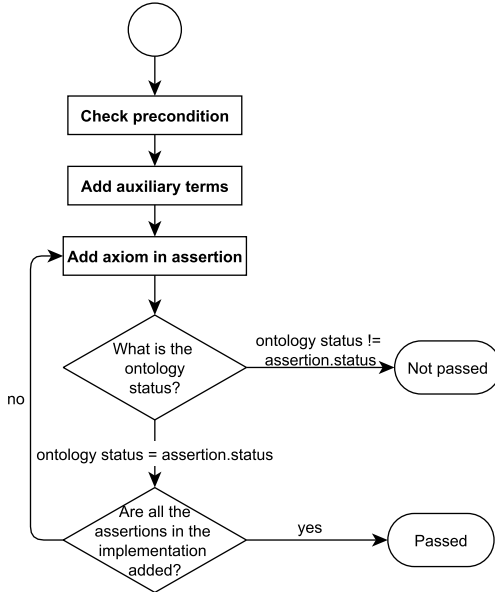 Check precondition
Add auxiliary terms
Add axiom in assertion
What is the
ontology
status?
ontology status !=
assertion.status
Not passed
no
ontology status = assertion.status
Are all the
assertions in the
implementation
added?
yes
Passed